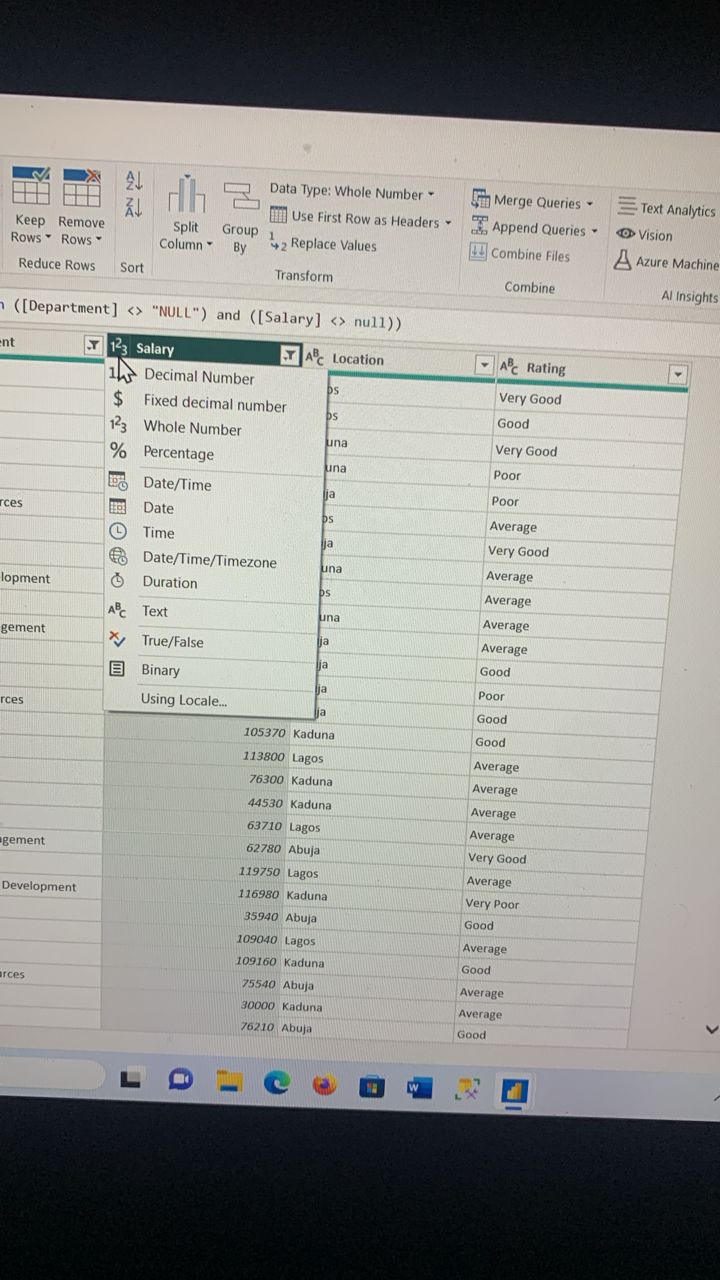 Keep Rows
Remove Rows
Reduce Rows
Sort
Split Column
Group By
Data Type: Whole Number
Use First Row as Headers
Replace Values
Transform
Merge Queries
Append Queries
Combine Files
Combine
Text Analytics
Vision
Azure Machine
AI Insights
([Department] <> "NULL") and ([Salary] <> null))
nt
Salary
Location
Rating
Decimal Number
Fixed decimal number
Whole Number
Percentage
Date/Time
Date
Time
Date/Time/Timezone
Duration
Text
True/False
Binary
Using Locale...
rces
lopment
gement
rces
gement
Development
urces
os Very Good
os Good
una Very Good
una Poor
ja Poor
os Average
ja Very Good
una Average
os Average
una Average
ja Average
ja Good
ja Poor
ja Good
105370 Kaduna Good
113800 Lagos Average
76300 Kaduna Average
44530 Kaduna Average
63710 Lagos Average
62780 Abuja Very Good
119750 Lagos Average
116980 Kaduna Very Poor
35940 Abuja Good
109040 Lagos Average
109160 Kaduna Good
75540 Abuja Average
30000 Kaduna Average
76210 Abuja Good